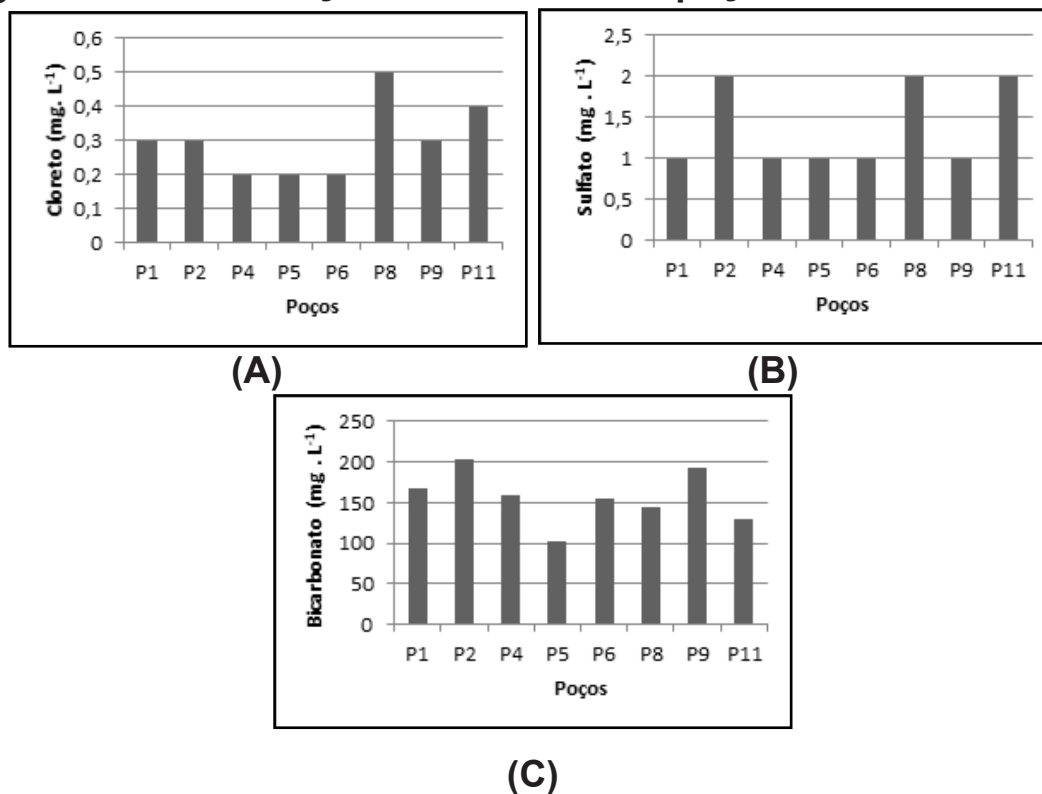 Cloreto (mg. L⁻¹)
0,6
0,5
0,4
0,3
0,2
0,1
0
P1 P2 P4 P5 P6 P8 P9 P11
Poços
(A)
Sulfato (mg . L⁻¹)
2,5
2
1,5
1
0,5
0
P1 P2 P4 P5 P6 P8 P9 P11
Poços
(B)
Bicarbonato (mg . L⁻¹)
250
200
150
100
50
0
P1 P2 P4 P5 P6 P8 P9 P11
Poços
(C)